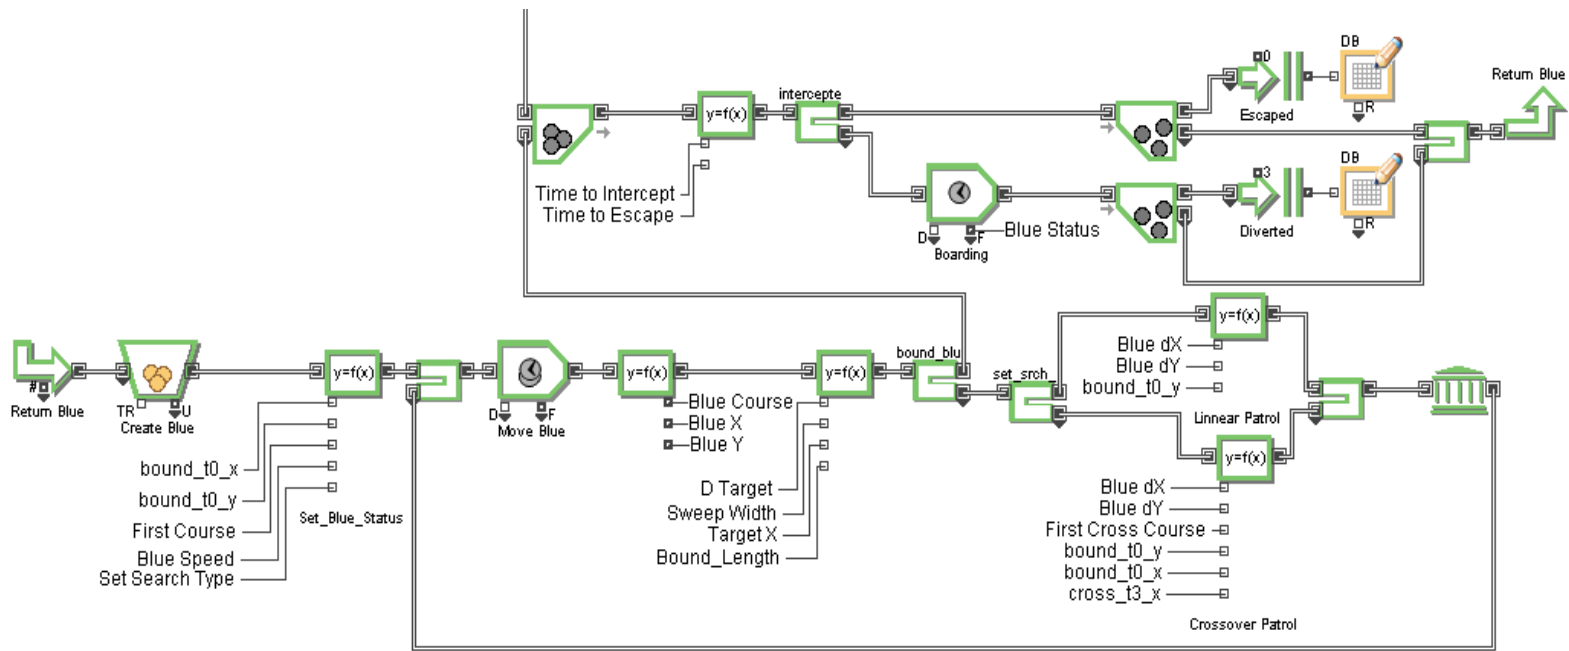 DB
0
Return Blue
intercepte
y=f(x)
R
Escaped
DB
Time to Intercept
Time to Escape
3
D
F
Blue Status
R
Boarding
Diverted
y=f(x)
Blue dX
bound_blu
Blue dY
set_srch_
bound_t0_y
y=f(x)
y=f(x)
y=f(x)
#
Return Blue
TR
U
Create Blue
D
F
Move Blue
Blue Course
Blue X
Blue Y
Linnear Patrol
y=f(x)
bound_t0_x
bound_t0_y
First Course
Blue Speed
Set Search Type
Set_Blue_Status
D Target
Sweep Width
Target X
Bound_Length
Blue dX
Blue dY
First Cross Course
bound_t0_y
bound_t0_x
cross_t3_x
Crossover Patrol